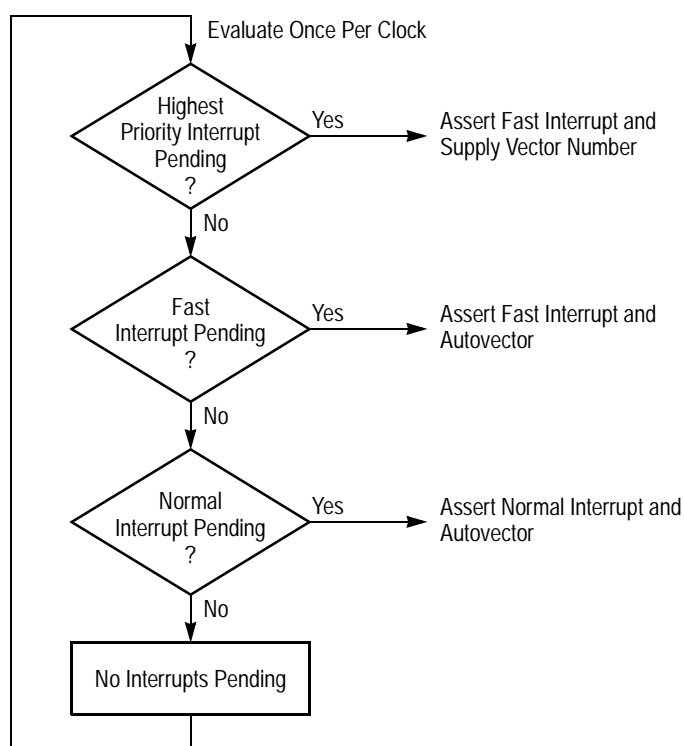 Evaluate Once Per Clock
Highest
Priority Interrupt
Pending
?
Yes
Assert Fast Interrupt and
Supply Vector Number
No
Fast
Interrupt Pending
?
Yes
Assert Fast Interrupt and
Autovector
No
Normal
Interrupt Pending
?
Yes
Assert Normal Interrupt and
Autovector
No
No Interrupts Pending